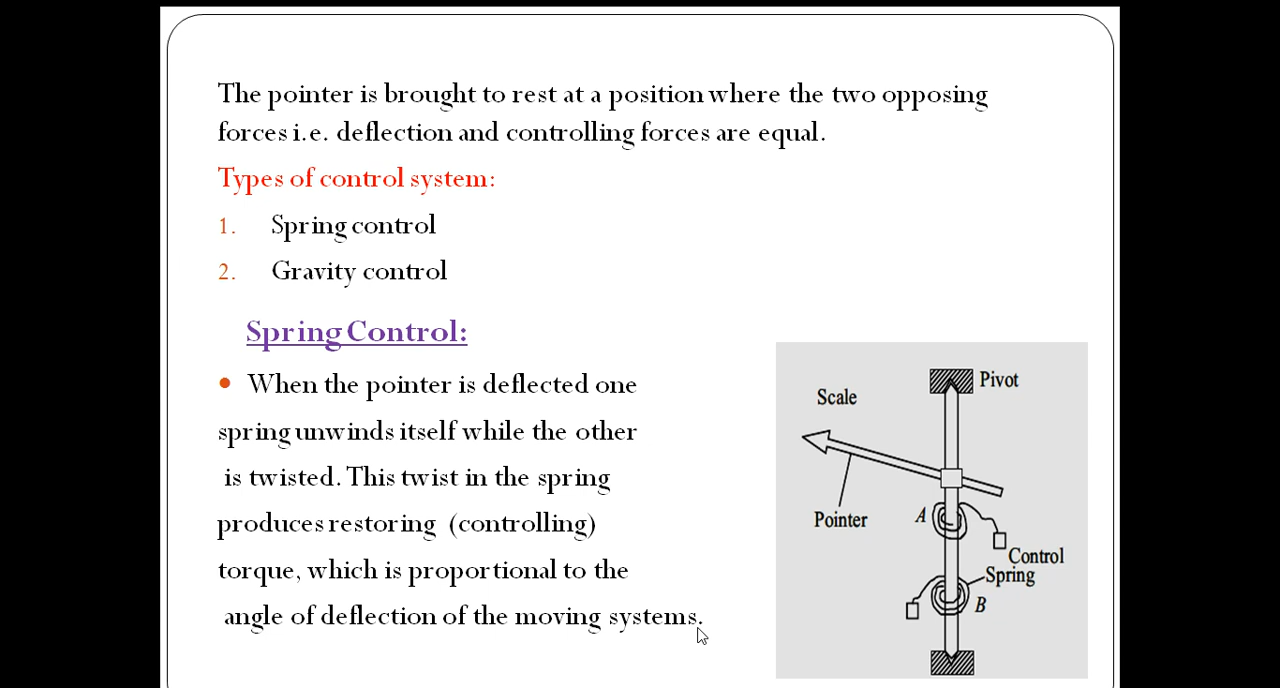 The pointer is brought to rest at a position where the two opposing
forces i.e. deflection and controlling forces are equal.
Types of control system:
1. Spring control
2. Gravity control
Spring Control:
• When the pointer is deflected one
spring unwinds itself while the other
is twisted. This twist in the spring
produces restoring (controlling)
torque, which is proportional to the
angle of deflection of the moving systems.
Pivot
Scale
Pointer
A
Control
Spring
B